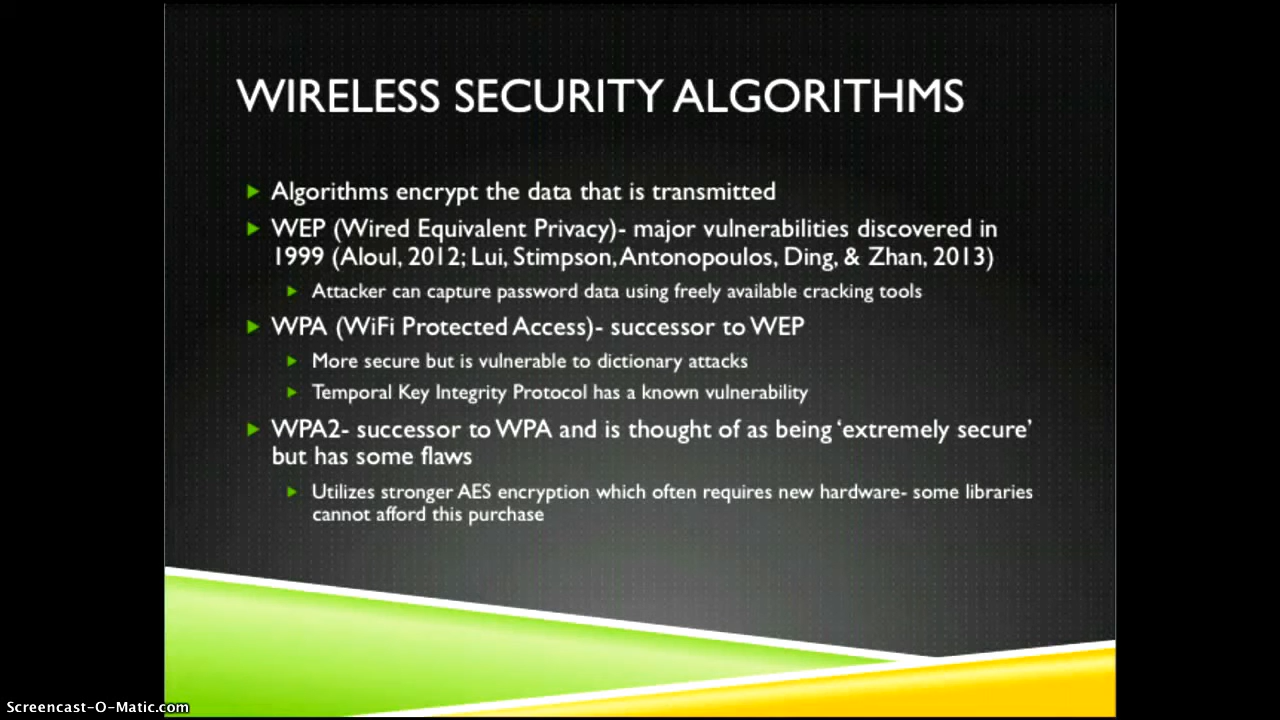 WIRELESS SECURITY ALGORITHMS
Algorithms encrypt the data that is transmitted
WEP (Wired Equivalent Privacy)- major vulnerabilities discovered in
1999 (Aloul, 2012; Lui, Stimpson, Antonopoulos, Ding, & Zhan, 2013)
Attacker can capture password data using freely available cracking tools
WPA (WiFi Protected Access)- successor to WEP
More secure but is vulnerable to dictionary attacks
Temporal Key Integrity Protocol has a known vulnerability
WPA2- successor to WPA and is thought of as being ‘extremely secure’
but has some flaws
Utilizes stronger AES encryption which often requires new hardware- some libraries
cannot afford this purchase
Screencast-O-Matic.com